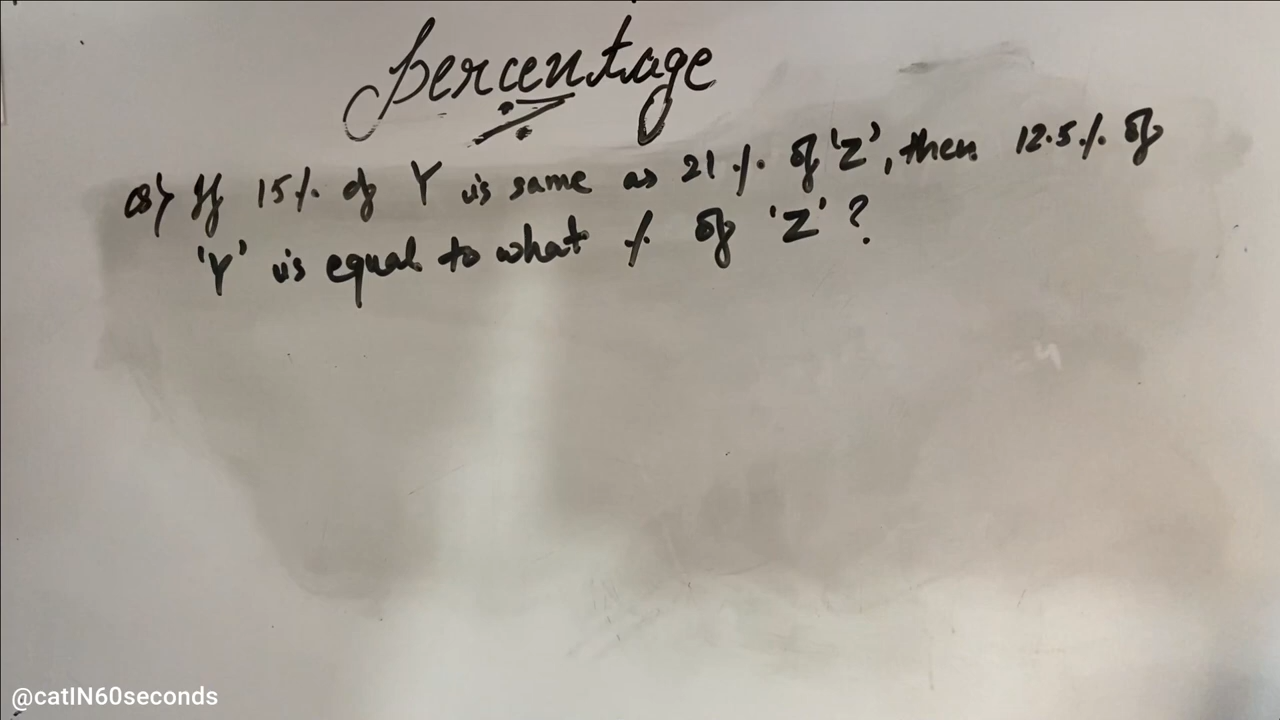 Percentage
Q) If 15% of Y is same as 21% of 'Z', then 12.5% of
'Y' is equal to what % of 'Z' ?
@catIN60seconds